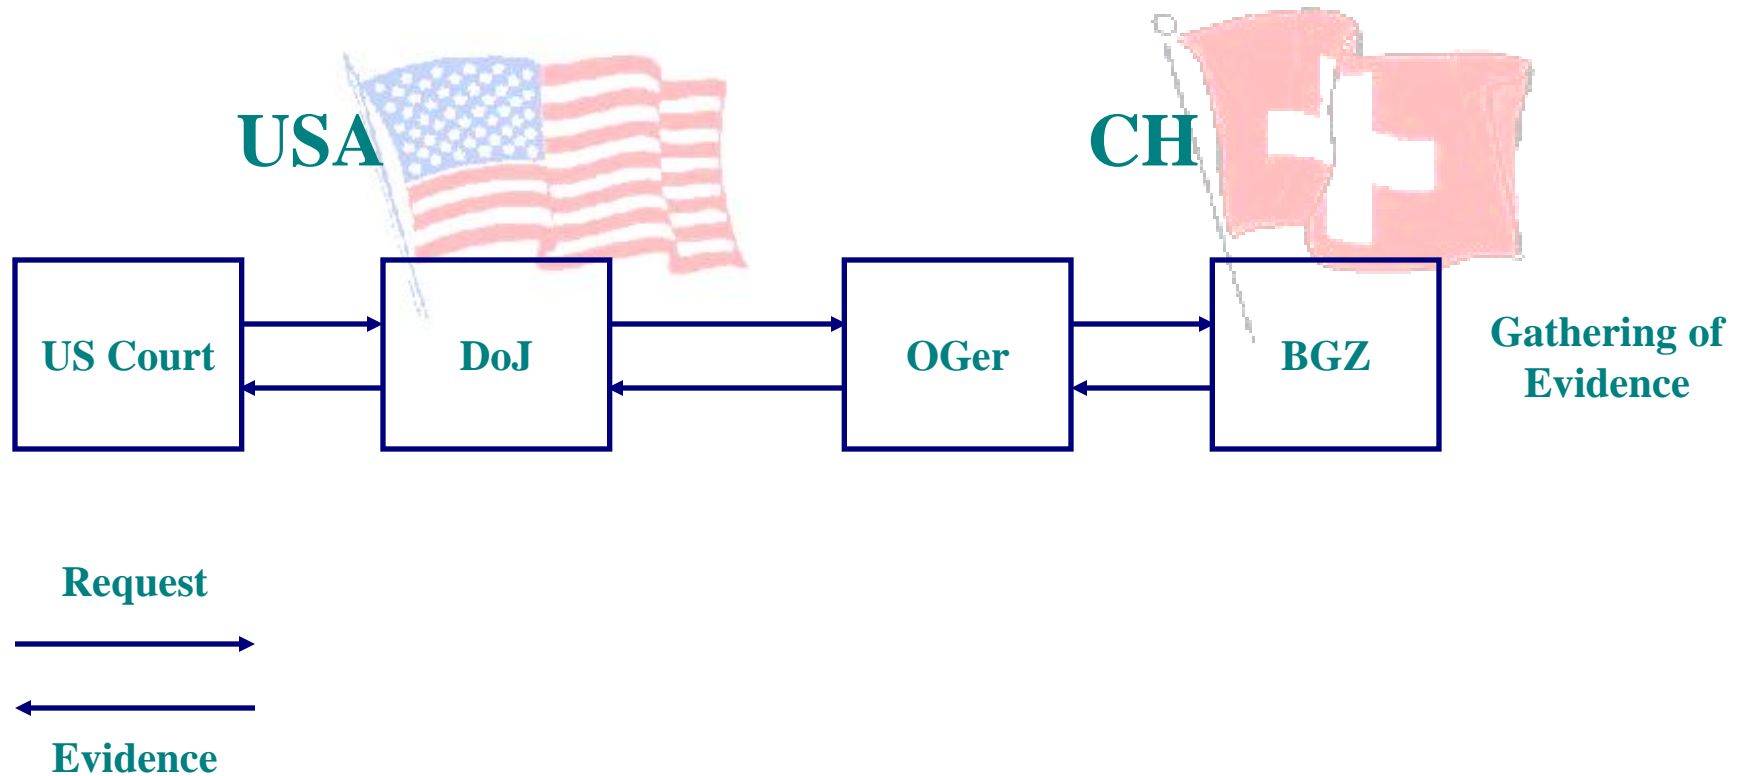 USA
CH
US Court
DoJ
OGer
BGZ
Gathering of
Evidence
Request
Evidence